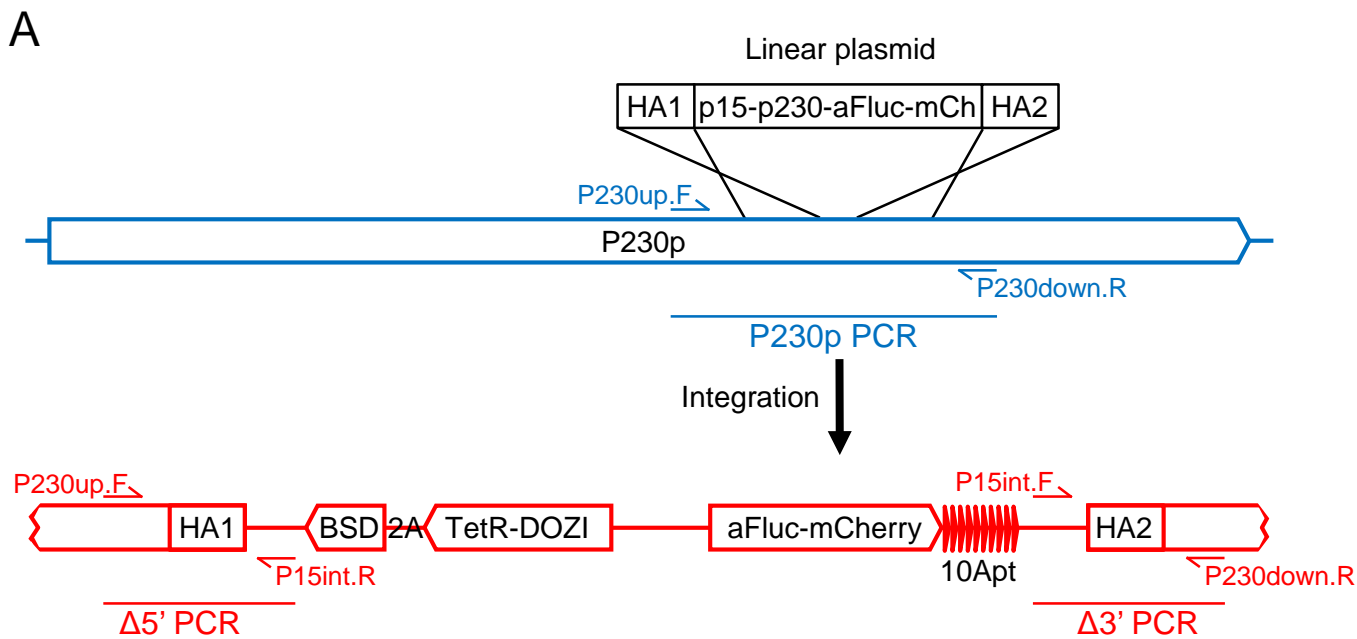 A
Linear plasmid
HA1 p15-p230-aFluc-mCh HA2
P230up.F
P230p
P230down.R
P230p PCR
Integration
P230up.F
P15int.F
HA1 BSD 2A TetR-DOZI aFluc-mCherry HA2
P15int.R
10Apt
P230down.R
Δ5’ PCR
Δ3’ PCR